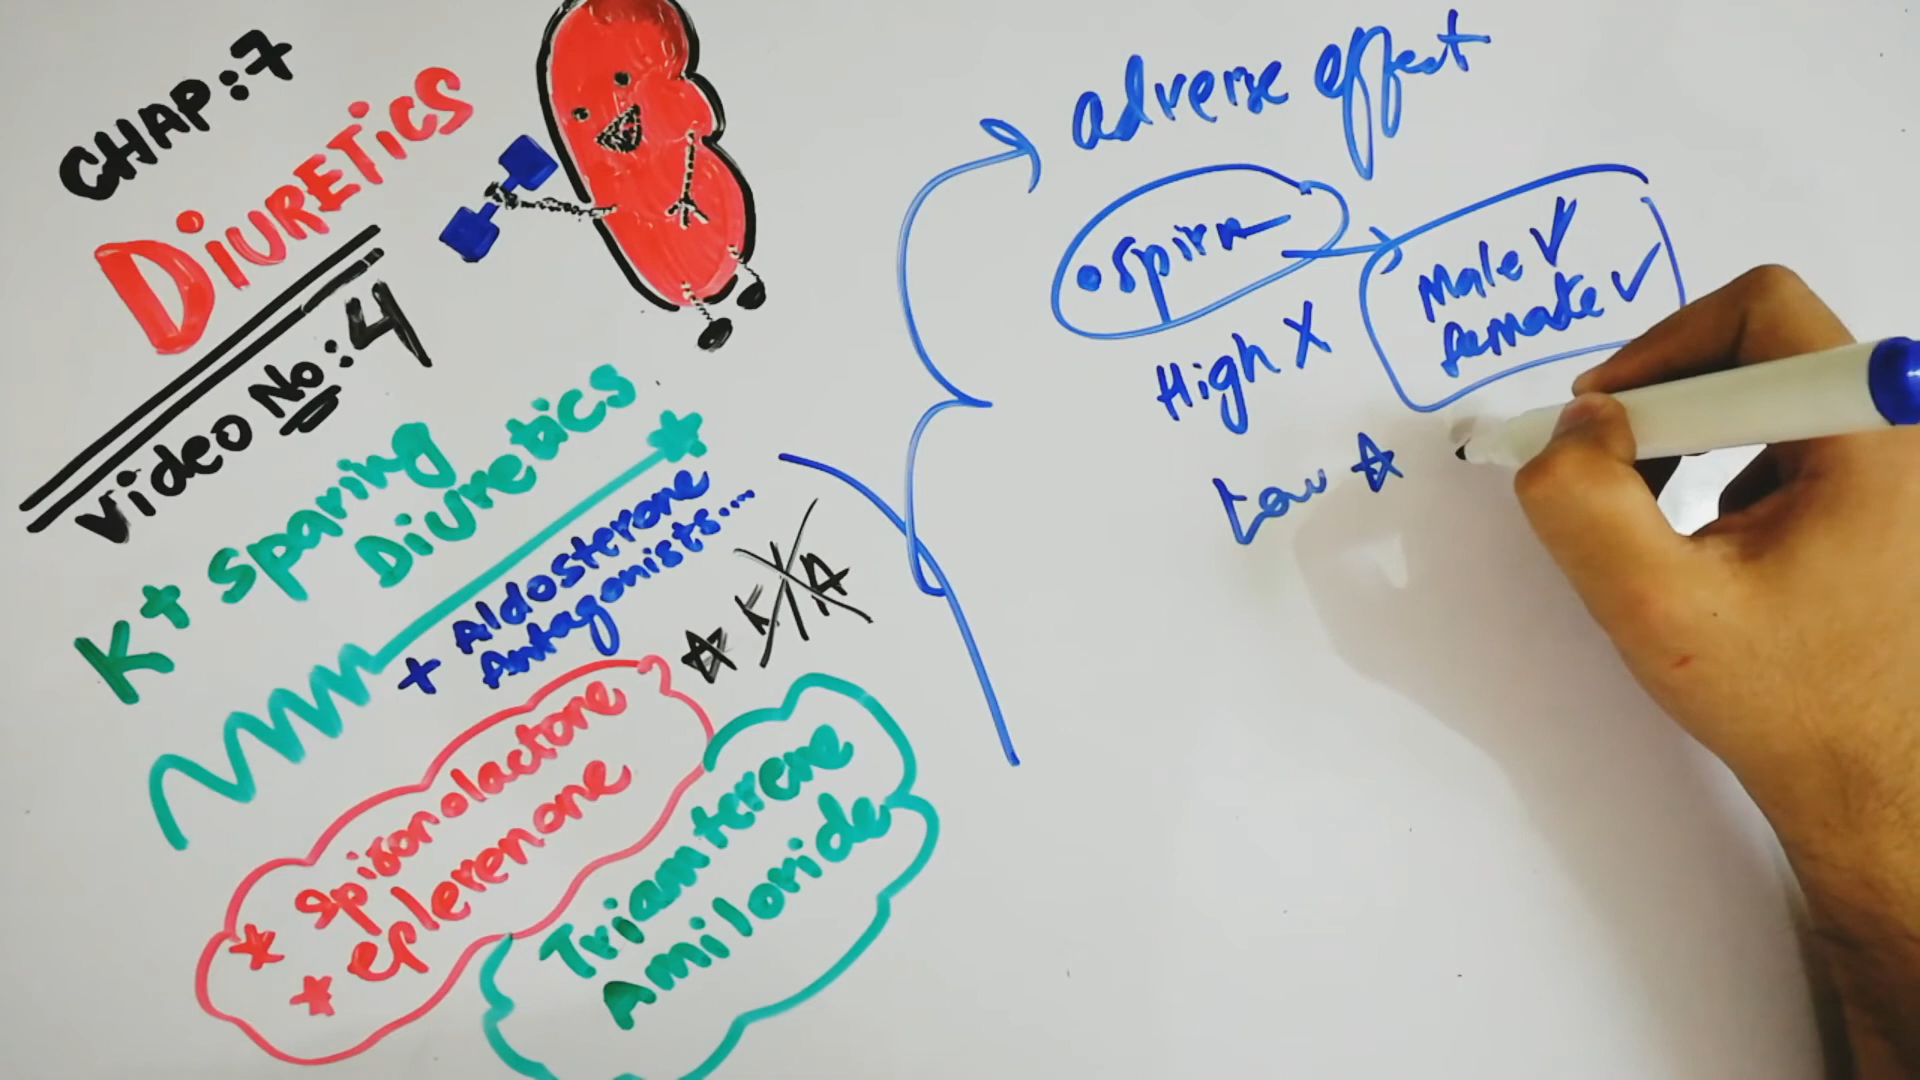 CHAP:7
DiURETiCS
Video No:4
K+ Sparing
Diuretics
+ Aldosterone
Antagonists....
* Spironolactone
* eplerenone
Triamterene
Amiloride
adverse effect
• Spiro
Male ✓
female ✓
High X
Low ☆